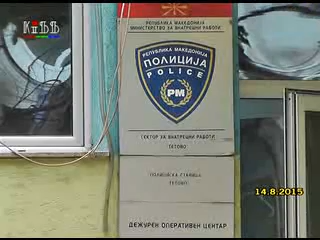 КІСС
РЕПУБЛИКА МАКЕДОНИЈА
МИНИСТЕРСТВО ЗА ВНАТРЕШНИ РАБОТИ
РЕПУБЛИКА МАКЕДОНИЈА
ПОЛИЦИЈА
POLICE
РМ
СЕКТОР ЗА ВНАТРЕШНИ РАБОТИ
ТЕТОВО
ПОЛИЦИСКА СТАНИЦА
ТЕТОВО
14.8.2015
ДЕЖУРЕН ОПЕРАТИВЕН ЦЕНТАР